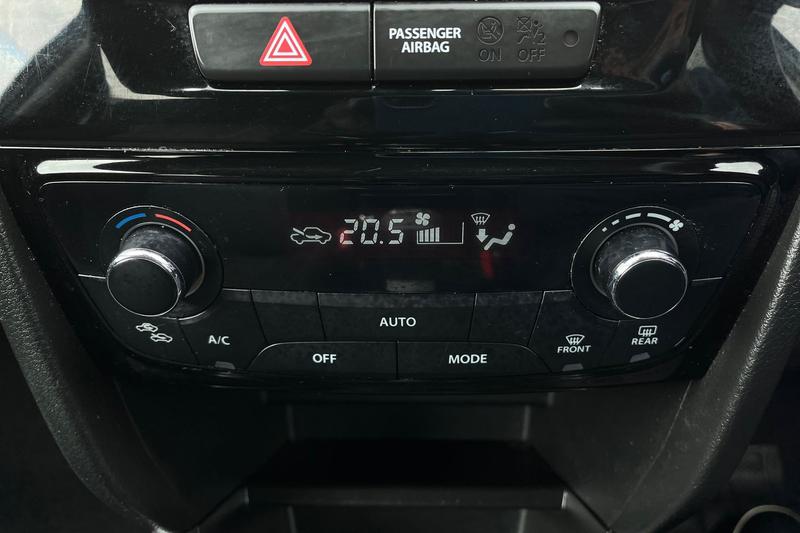 PASSENGER
AIRBAG
ON
OFF
20.5
A/C
AUTO
OFF
MODE
FRONT
REAR